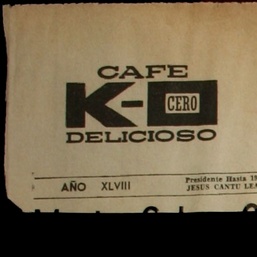 CAFE
K-O
CERO
DELICIOSO
Presidente Hasta 19
AÑO XLVIII
JESUS CANTU LEA